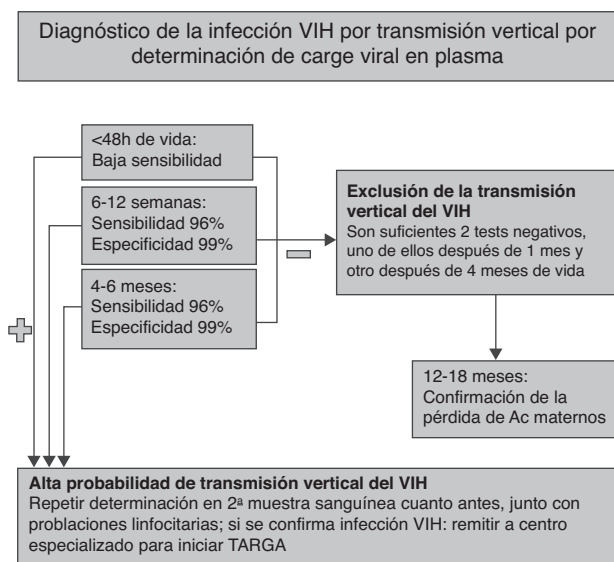 Diagnóstico de la infección VIH por transmisión vertical por
determinación de carge viral en plasma
<48h de vida:
Baja sensibilidad
6-12 semanas:
Sensibilidad 96%
Especificidad 99%
4-6 meses:
Sensibilidad 96%
Especificidad 99%
Exclusión de la transmisión
vertical del VIH
Son suficientes 2 tests negativos,
uno de ellos después de 1 mes y
otro después de 4 meses de vida
12-18 meses:
Confirmación de la
pérdida de Ac maternos
Alta probabilidad de transmisión vertical del VIH
Repetir determinación en 2ª muestra sanguínea cuanto antes, junto con
problaciones linfocitarias; si se confirma infección VIH: remitir a centro
especializado para iniciar TARGA